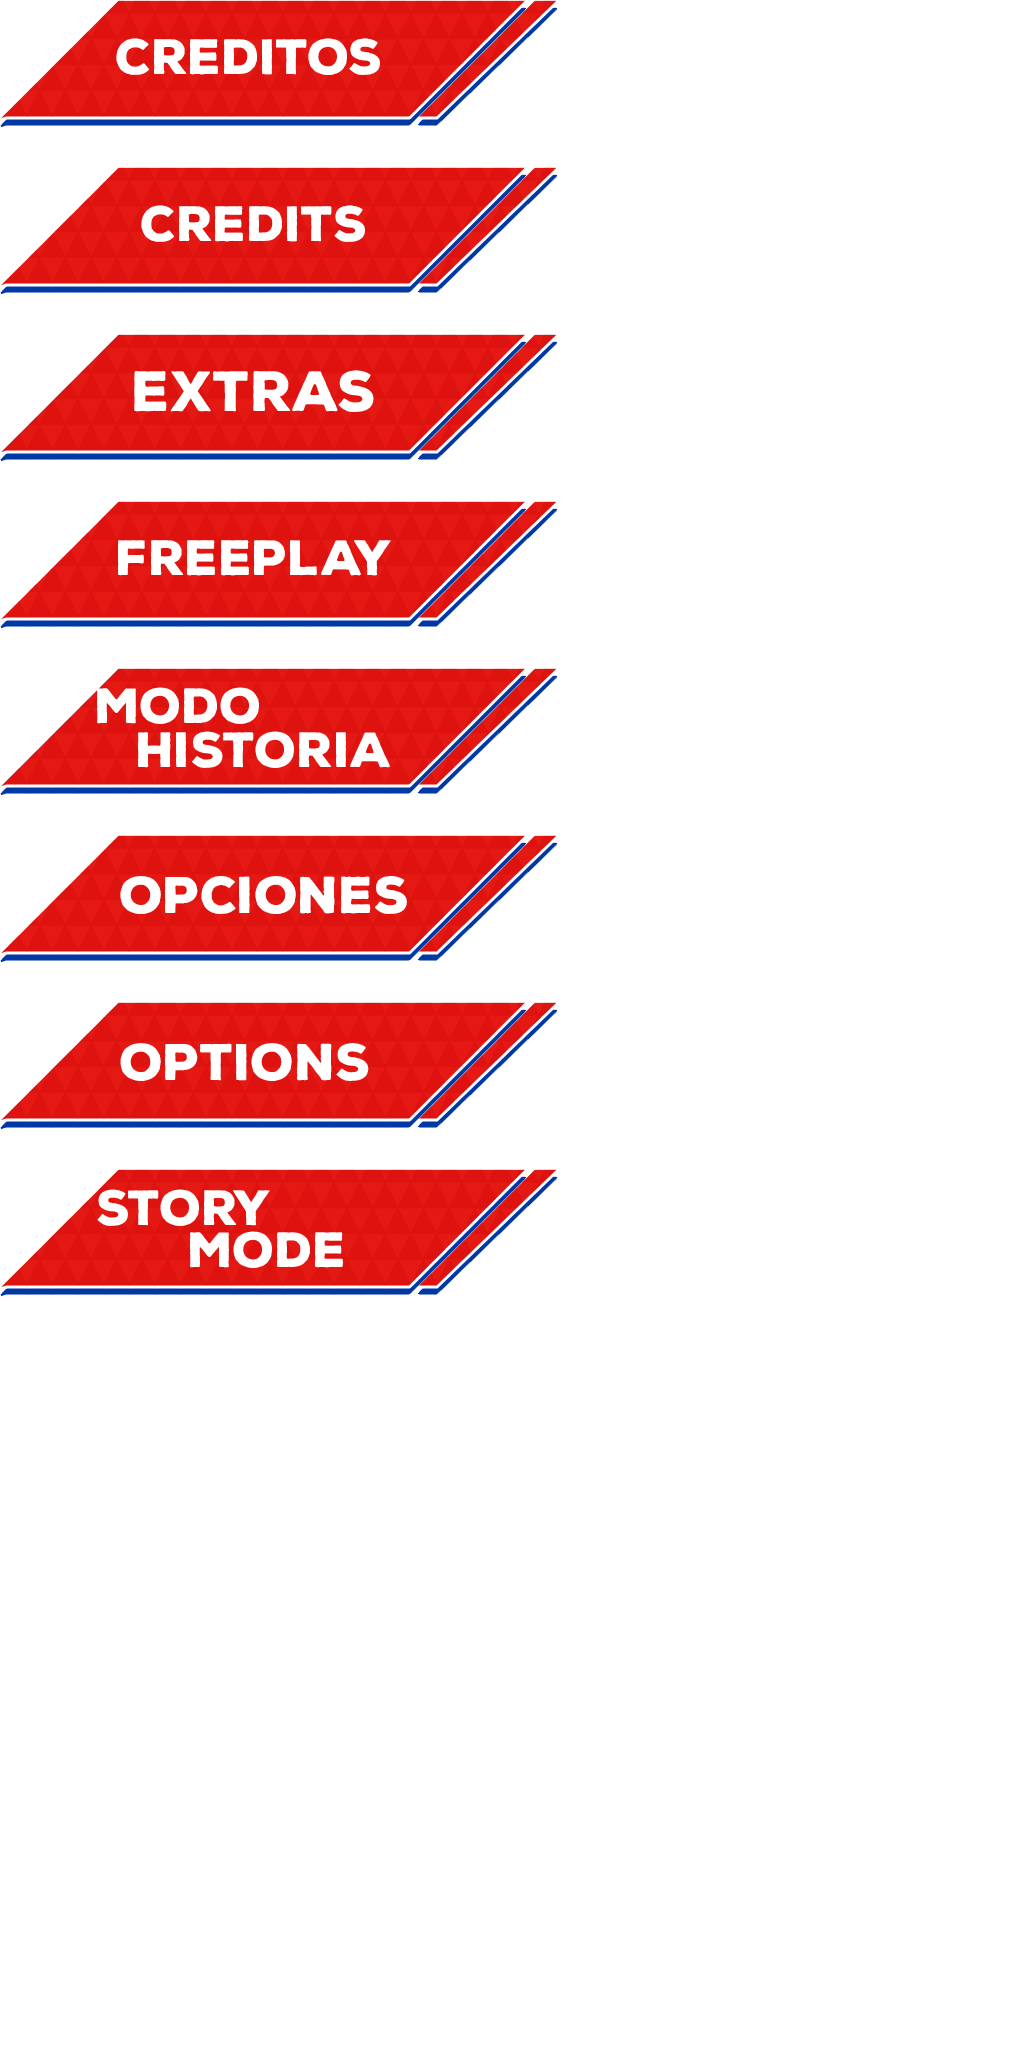 CREDITOS
CREDITS
EXTRAS
FREEPLAY
MODO
HISTORIA
OPCIONES
OPTIONS
STORY
MODE